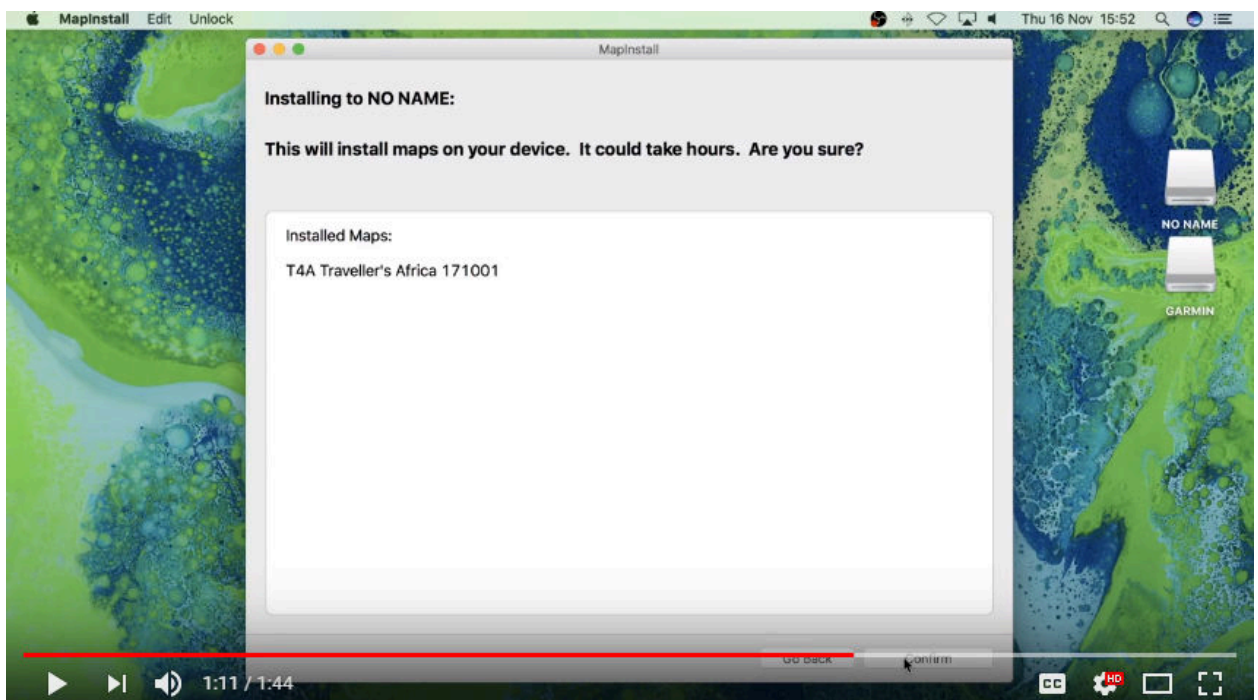 MapInstall Edit Unlock Thu 16 Nov 15:52
MapInstall
Installing to NO NAME:
This will install maps on your device. It could take hours. Are you sure?
Installed Maps:
T4A Traveller's Africa 171001
NO NAME
GARMIN
Go Back Confirm
1:11 / 1:44 CC HD